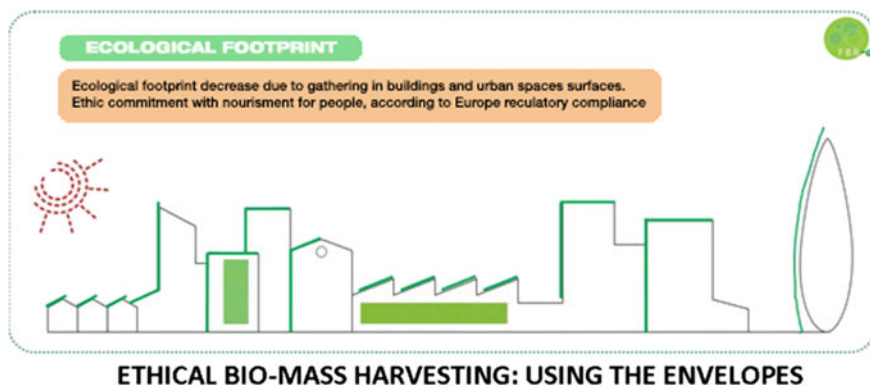 ECOLOGICAL FOOTPRINT
Ecological footprint decrease due to gathering in buildings and urban spaces surfaces.
Ethic commitment with nourisment for people, according to Europe reculatory compliance
ETHICAL BIO-MASS HARVESTING: USING THE ENVELOPES